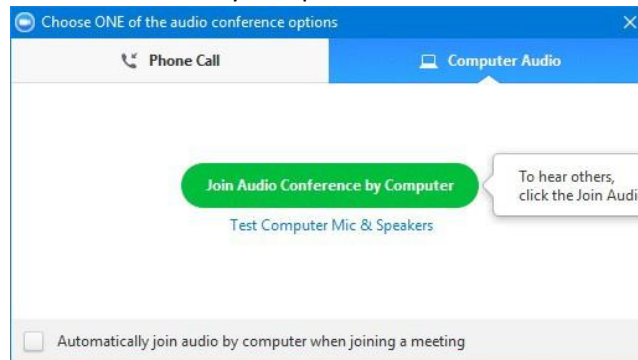 Choose ONE of the audio conference options
Phone Call
Computer Audio
Join Audio Conference by Computer
To hear others,
click the Join Audi
Test Computer Mic & Speakers
Automatically join audio by computer when joining a meeting